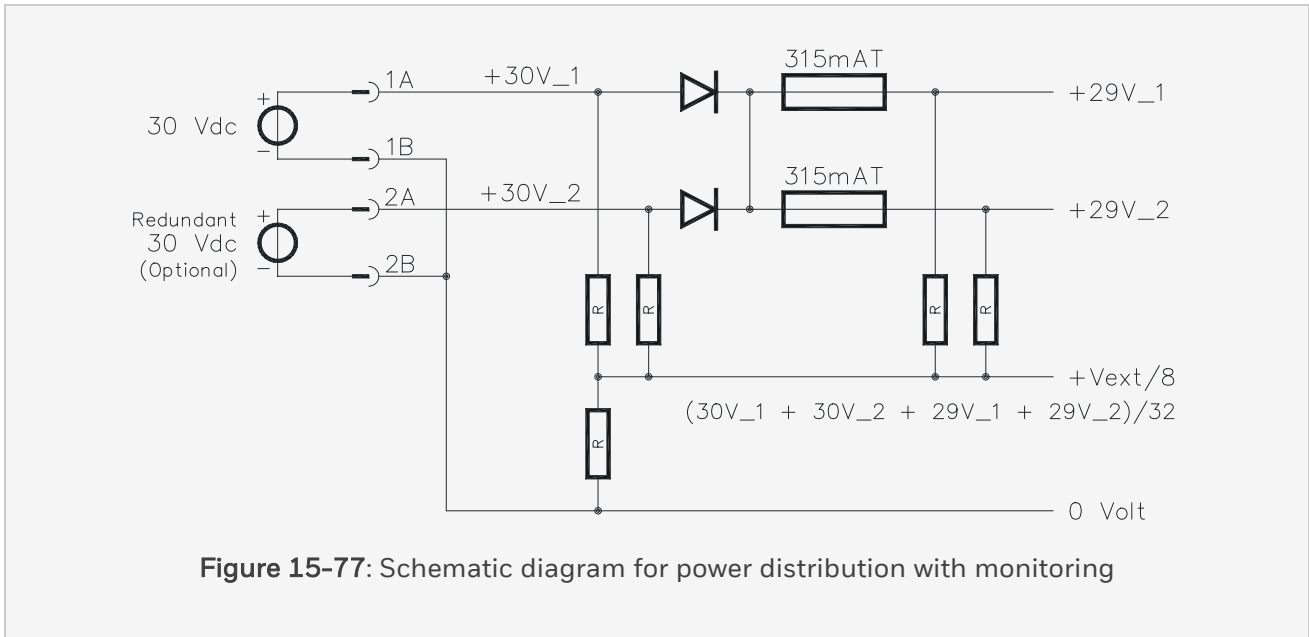 315mAT
1A
+30V_1
+29V_1
+
30 Vdc
-
1B
315mAT
2A
+30V_2
+29V_2
Redundant
+
30 Vdc
(Optional)
-
2B
R
R
R
R
+Vext/8
(30V_1 + 30V_2 + 29V_1 + 29V_2)/32
R
0 Volt
Figure 15-77: Schematic diagram for power distribution with monitoring